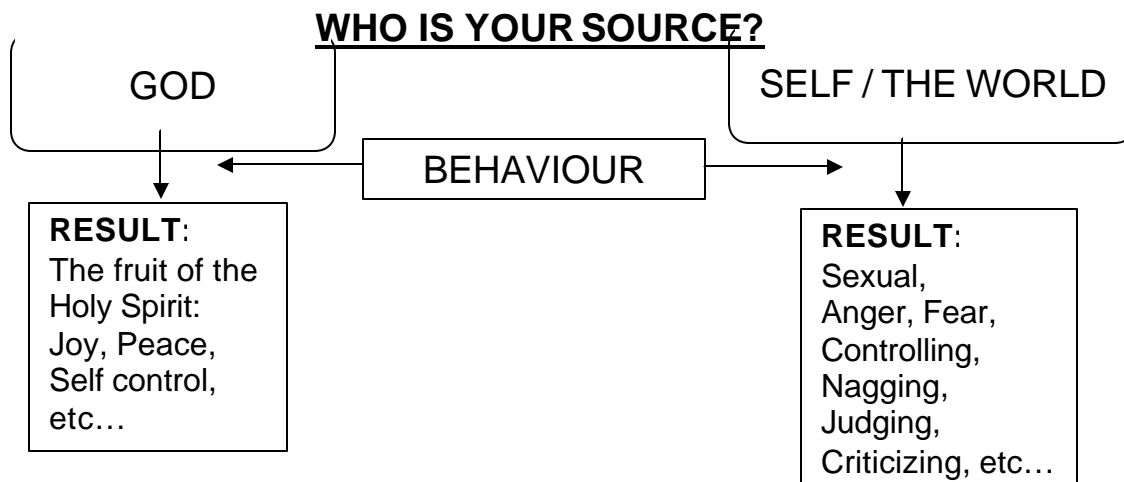 WHO IS YOUR SOURCE?
GOD
SELF / THE WORLD
BEHAVIOUR
RESULT:
The fruit of the
Holy Spirit:
Joy, Peace,
Self control,
etc…
RESULT:
Sexual,
Anger, Fear,
Controlling,
Nagging,
Judging,
Criticizing, etc…